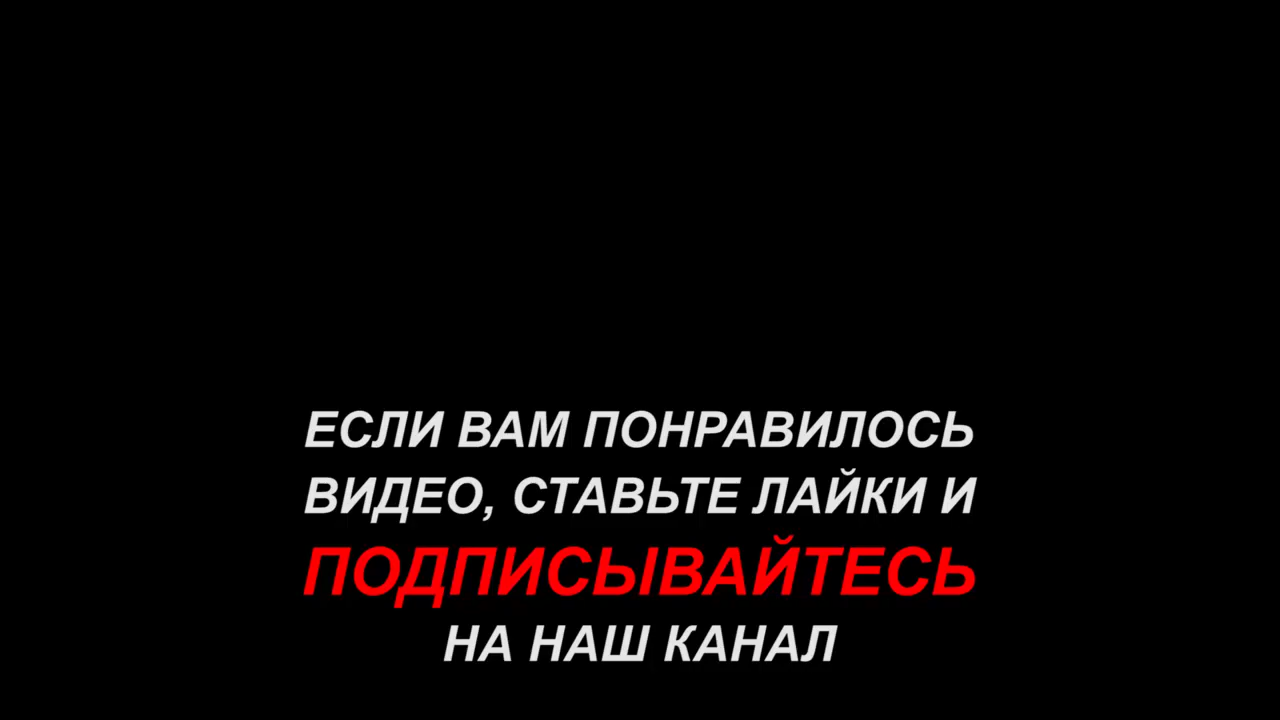 ЕСЛИ ВАМ ПОНРАВИЛОСЬ
ВИДЕО, СТАВЬТЕ ЛАЙКИ И
ПОДПИСЫВАЙТЕСЬ
НА НАШ КАНАЛ